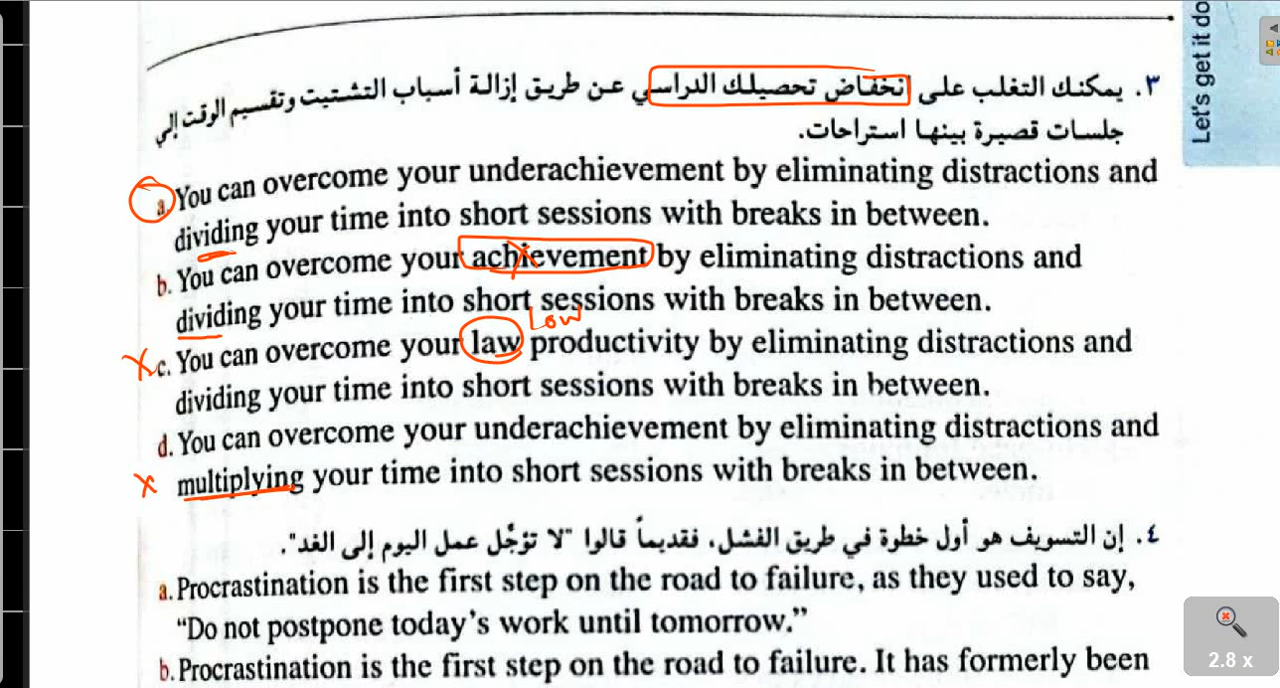 Let's get it do
٣. يمكنك التغلب على انخفاض تحصيلك الدراسي عن طريق إزالة أسباب التشتيت وتقسيم الوقت إلي
جلسات قصيرة بينها استراحات.
a. You can overcome your underachievement by eliminating distractions and
dividing your time into short sessions with breaks in between.
b. You can overcome your achievement by eliminating distractions and
dividing your time into short sessions with breaks in between.
Low
c. You can overcome your law productivity by eliminating distractions and
dividing your time into short sessions with breaks in between.
d. You can overcome your underachievement by eliminating distractions and
multiplying your time into short sessions with breaks in between.
٤. إن التسويف هو أول خطوة في طريق الفشل، فقديماً قالوا "لا تؤجِّل عمل اليوم إلى الغد".
a. Procrastination is the first step on the road to failure, as they used to say,
“Do not postpone today’s work until tomorrow.”
b. Procrastination is the first step on the road to failure. It has formerly been
2.8 x